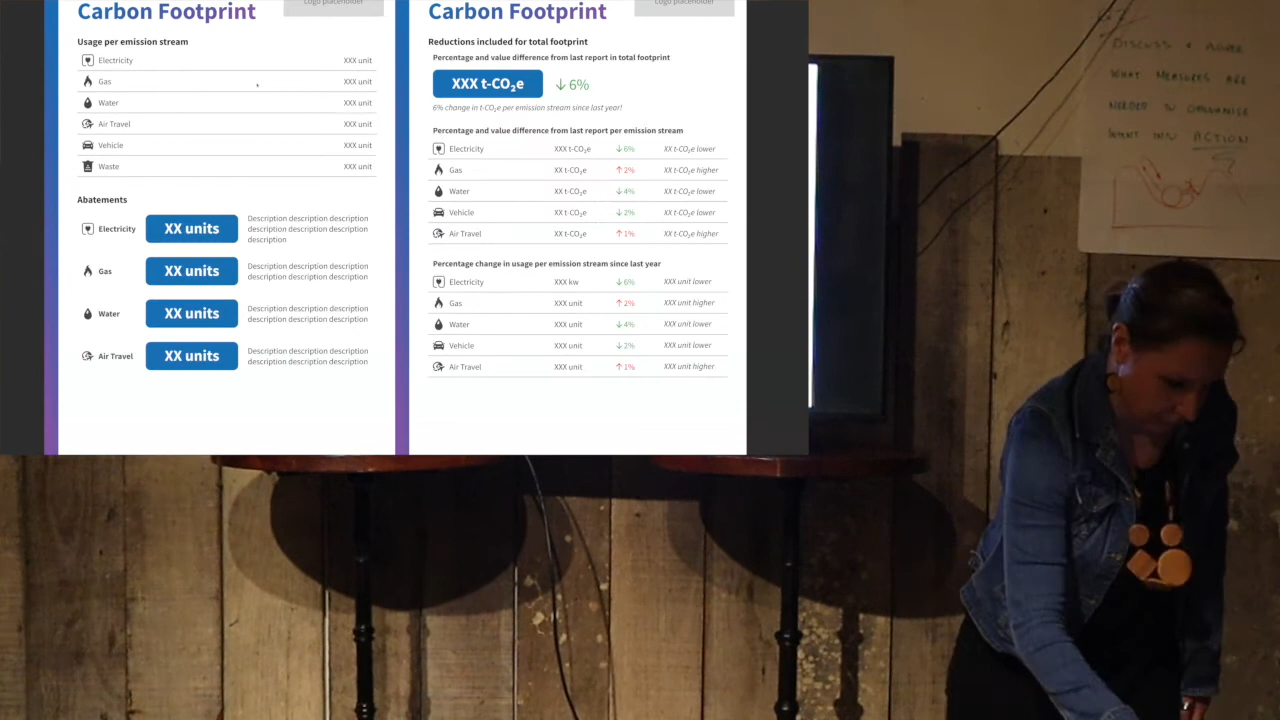 Carbon Footprint
Logo placeholder
Usage per emission stream
Electricity XXX unit
Gas XXX unit
Water XXX unit
Air Travel XXX unit
Vehicle XXX unit
Waste XXX unit
Abatements
Electricity XX units Description description description
description description description
description
Gas XX units Description description description
description description description
Water XX units Description description description
description description description
Air Travel XX units Description description description
description description description
Carbon Footprint
Logo placeholder
Reductions included for total footprint
Percentage and value difference from last report in total footprint
XXX t-CO₂e ↓ 6%
6% change in t-CO₂e per emission stream since last year!
Percentage and value difference from last report per emission stream
Electricity XXX t-CO₂e ↓ 6% XX t-CO₂e lower
Gas XX t-CO₂e ↑ 2% XX t-CO₂e higher
Water XX t-CO₂e ↓ 4% XX t-CO₂e lower
Vehicle XX t-CO₂e ↓ 2% XX t-CO₂e lower
Air Travel XX t-CO₂e ↑ 1% XX t-CO₂e higher
Percentage change in usage per emission stream since last year
Electricity XXX kw ↓ 6% XXX unit lower
Gas XXX unit ↑ 2% XXX unit higher
Water XXX unit ↓ 4% XXX unit lower
Vehicle XXX unit ↓ 2% XXX unit lower
Air Travel XXX unit ↑ 1% XXX unit higher
DISCUSS + AGREE
WHAT MEASURES ARE
NEEDED TO
ACTION